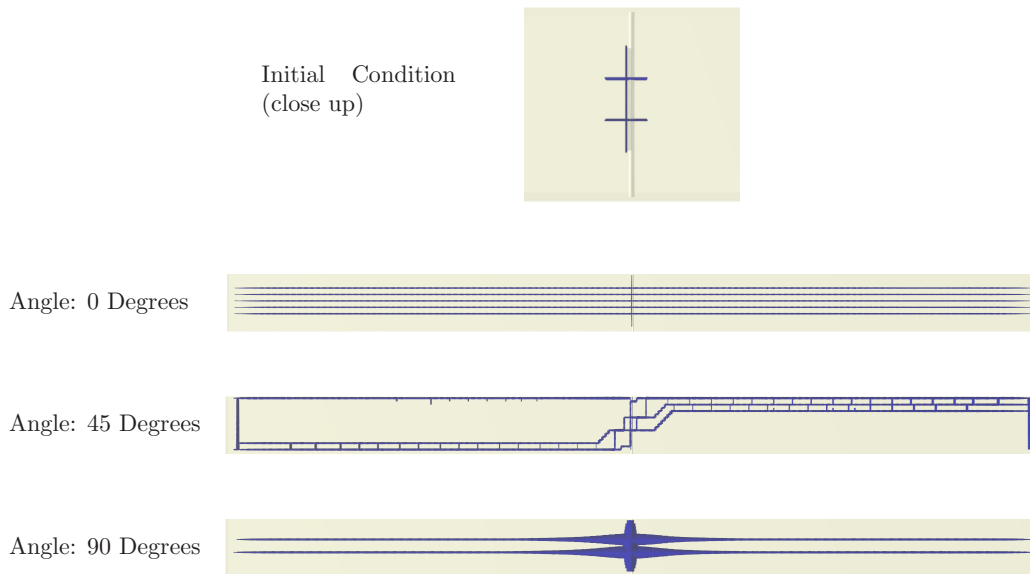 Initial Condition
(close up)
Angle: 0 Degrees
Angle: 45 Degrees
Angle: 90 Degrees